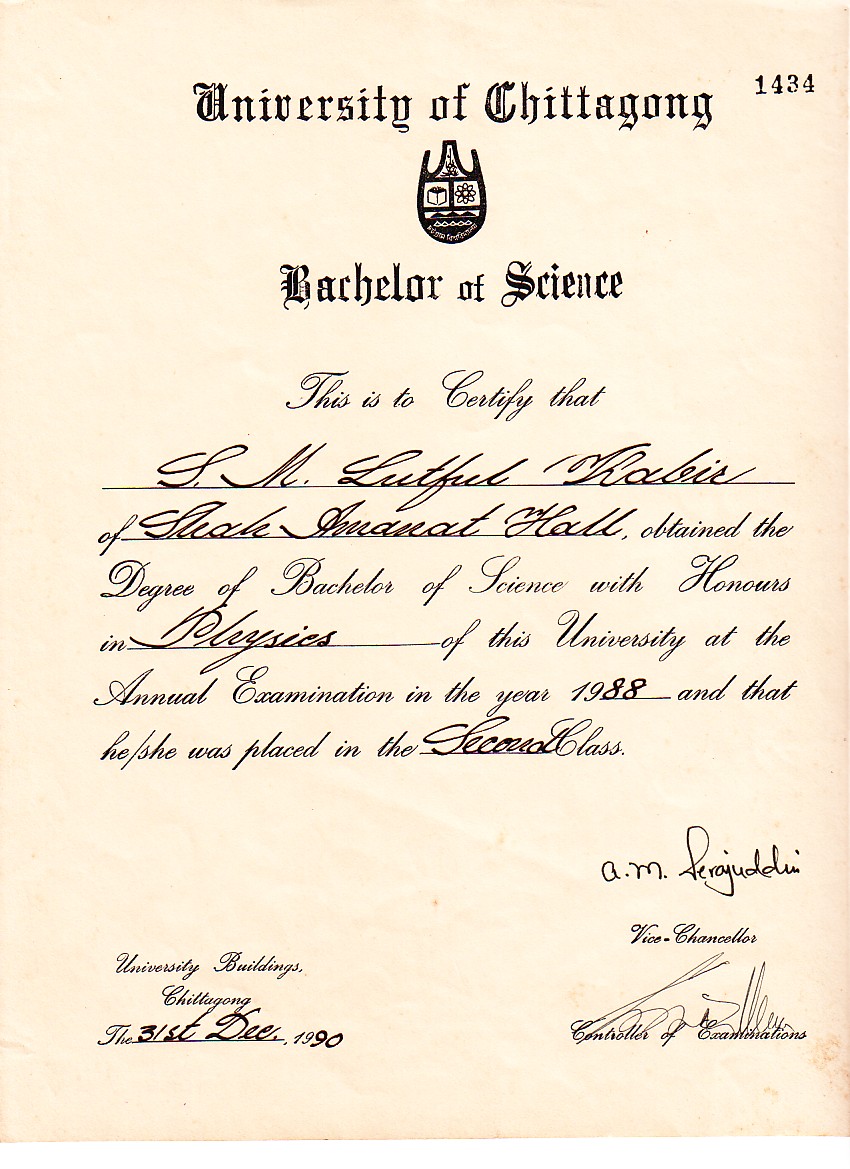 1434
University of Chittagong
Bachelor of Science
This is to Certify that
S. M. Lutful Kabir
of Shah Amanat Hall, obtained the
Degree of Bachelor of Science with Honours
in Physics of this University at the
Annual Examination in the year 1988 and that
he/she was placed in the Second Class.
A.M. Serajuddin
Vice-Chancellor
University Buildings,
Chittagong
The 31st Dec. , 1990
Controller of Examinations